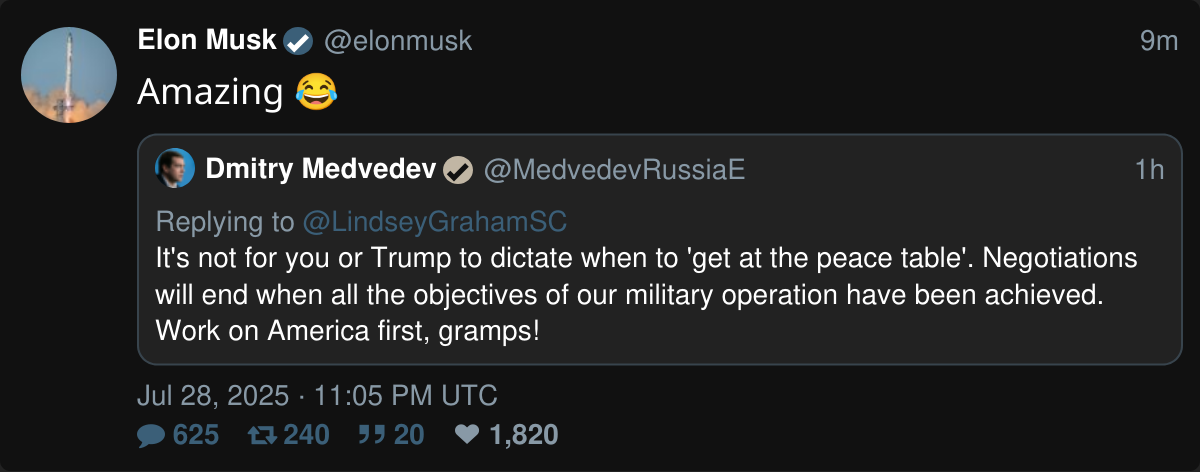 Elon Musk @elonmusk 9m
Amazing 😂
Dmitry Medvedev @MedvedevRussiaE 1h
Replying to @LindseyGrahamSC
It's not for you or Trump to dictate when to 'get at the peace table'. Negotiations
will end when all the objectives of our military operation have been achieved.
Work on America first, gramps!
Jul 28, 2025 · 11:05 PM UTC
625 240 20 1,820